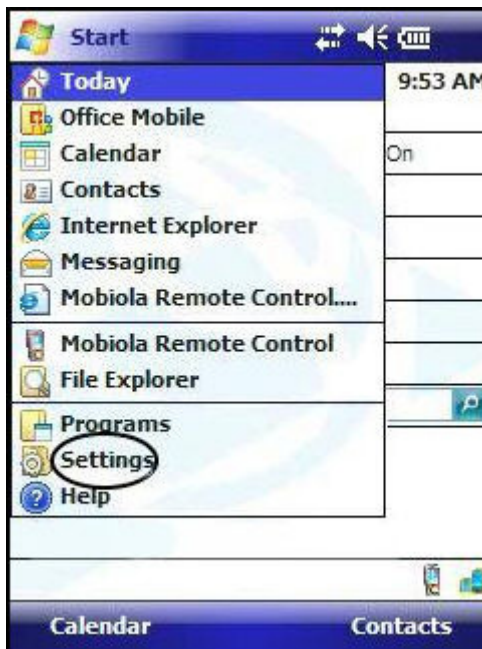 Start
Today
9:53 AM
Office Mobile
Calendar
On
Contacts
Internet Explorer
Messaging
Mobiola Remote Control....
Mobiola Remote Control
File Explorer
Programs
Settings
Help
Calendar
Contacts